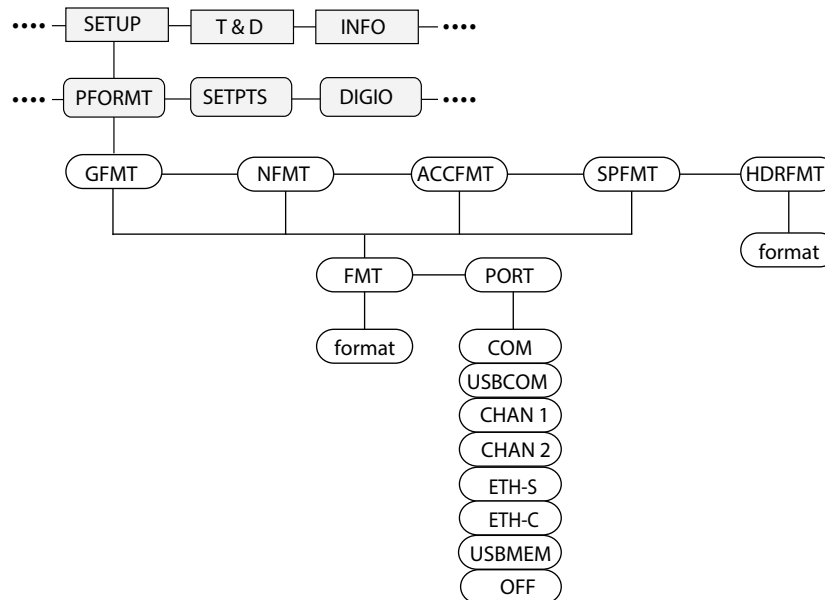 •••• SETUP T & D INFO ••••
•••• PFORMT SETPTS DIGIO ••••
GFMT NFMT ACCFMT SPFMT HDRFMT
format
FMT PORT
format COM
USBCOM
CHAN 1
CHAN 2
ETH-S
ETH-C
USBMEM
OFF